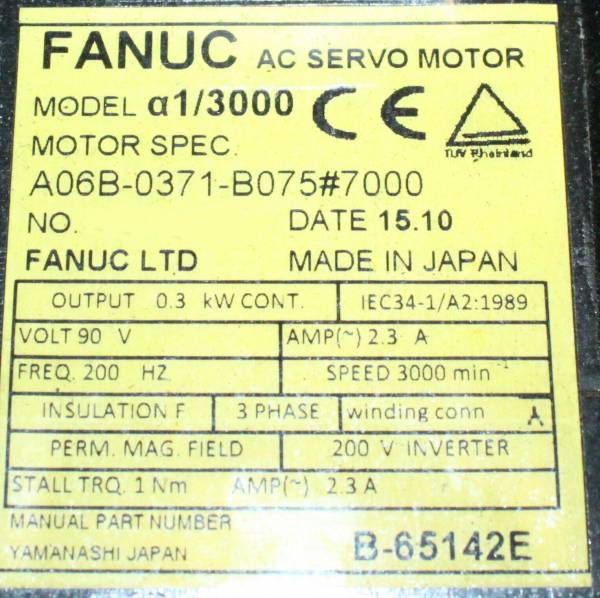 FANUC AC SERVO MOTOR
MODEL α1/3000 CE
MOTOR SPEC.
TUV Rheinland
A06B-0371-B075#7000
NO. DATE 15.10
FANUC LTD MADE IN JAPAN
OUTPUT 0.3 kW CONT. IEC34-1/A2:1989
VOLT 90 V AMP(~) 2.3 A
FREQ. 200 HZ SPEED 3000 min⁻¹
INSULATION F 3 PHASE winding conn
PERM. MAG. FIELD 200 V INVERTER
STALL TRQ. 1 Nm AMP(~) 2.3 A
MANUAL PART NUMBER
YAMANASHI JAPAN B-65142E